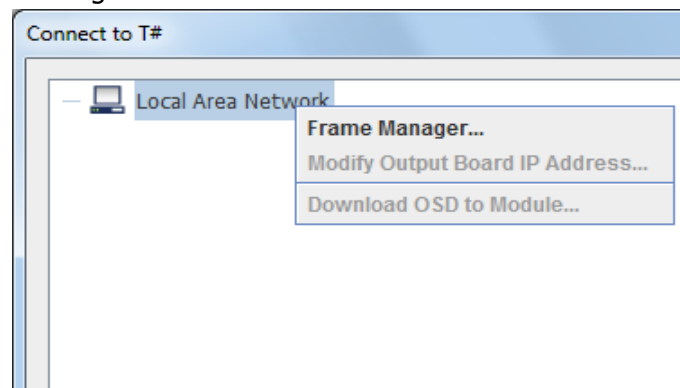 Connect to T#
Local Area Network
Frame Manager...
Modify Output Board IP Address...
Download OSD to Module...